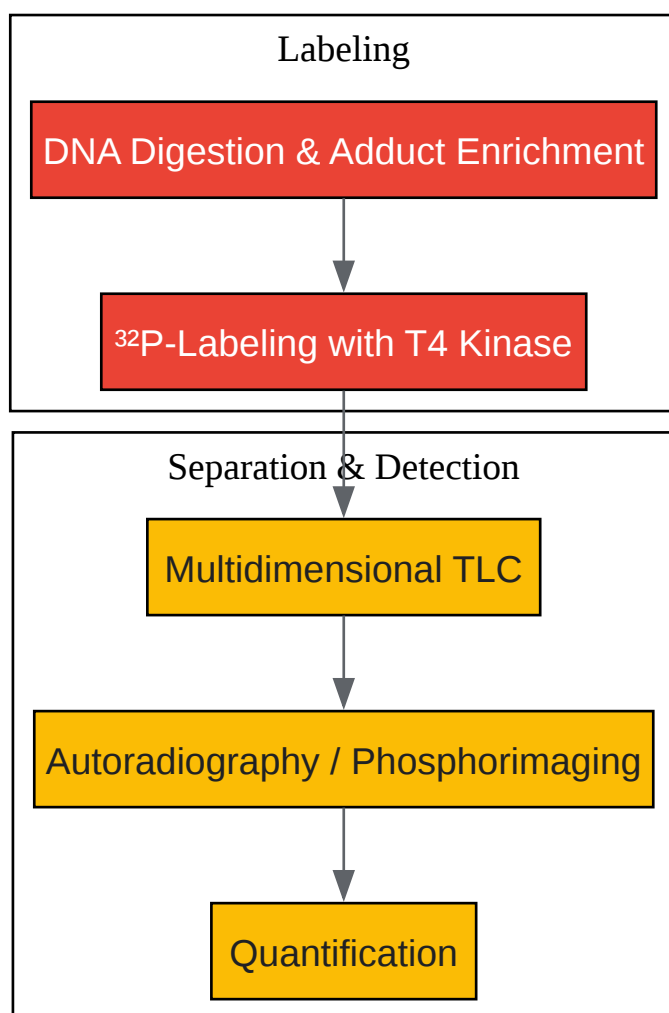 Labeling
DNA Digestion & Adduct Enrichment
³²P-Labeling with T4 Kinase
Separation & Detection
Multidimensional TLC
Autoradiography / Phosphorimaging
Quantification